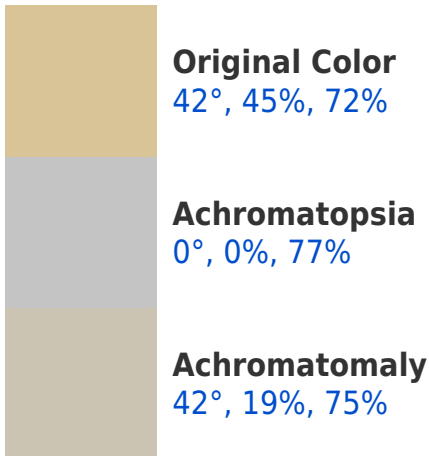 Original Color
42°, 45%, 72%
Achromatopsia
0°, 0%, 77%
Achromatomaly
42°, 19%, 75%